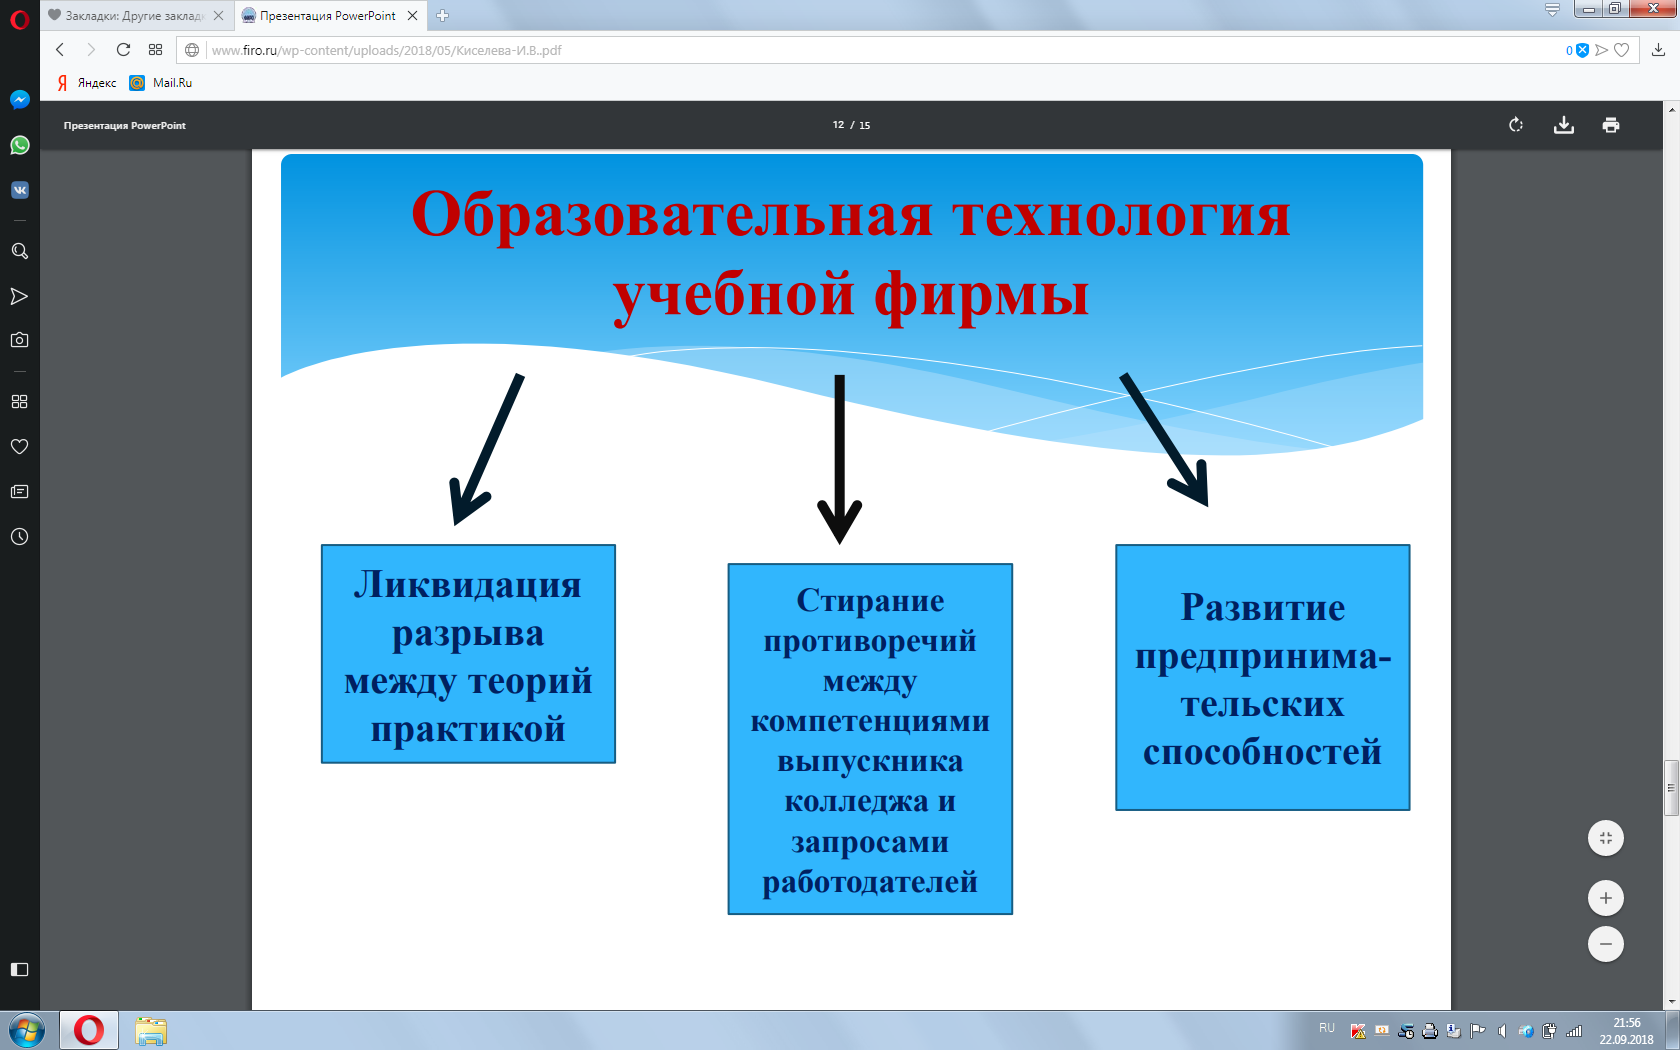 Закладки: Другие заклад
Презентация PowerPoint
www.firo.ru/wp-content/uploads/2018/05/Киселева-И.В..pdf
0
Яндекс
Mail.Ru
Презентация PowerPoint
12 / 15
Образовательная технология
учебной фирмы
Ликвидация
разрыва
между теорий
практикой
Стирание
противоречий
между
компетенциями
выпускника
колледжа и
запросами
работодателей
Развитие
предпринима-
тельских
способностей
RU
21:56
22.09.2018